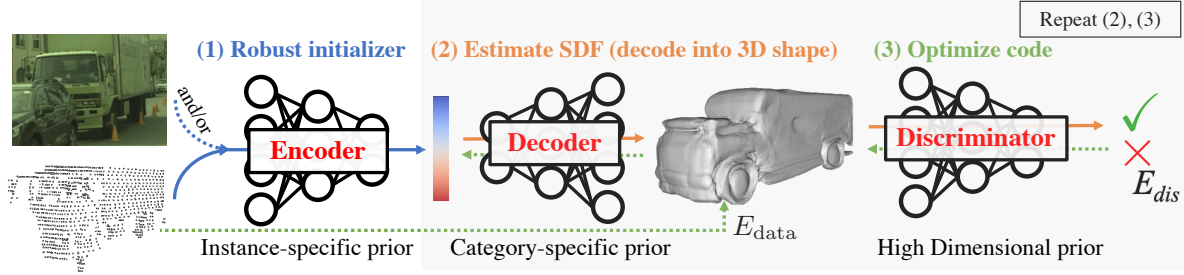 Repeat (2), (3)
(1) Robust initializer
(2) Estimate SDF (decode into 3D shape)
(3) Optimize code
and/or
Encoder
Decoder
Discriminator
E_dis
E_data
Instance-specific prior
Category-specific prior
High Dimensional prior